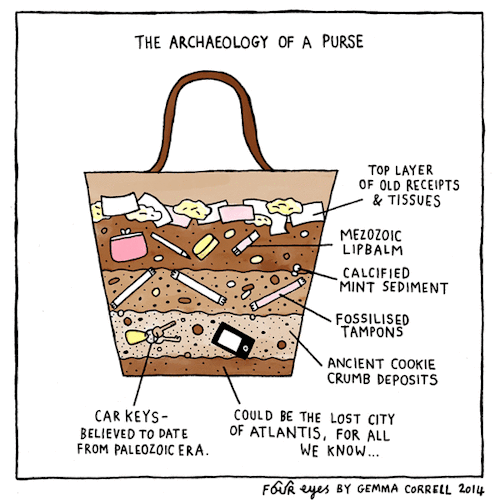 THE ARCHAEOLOGY OF A PURSE
TOP LAYER
OF OLD RECEIPTS
& TISSUES
MEZOZOIC
LIPBALM
CALCIFIED
MINT SEDIMENT
FOSSILISED
TAMPONS
ANCIENT COOKIE
CRUMB DEPOSITS
CAR KEYS-
BELIEVED TO DATE
FROM PALEOZOIC ERA.
COULD BE THE LOST CITY
OF ATLANTIS, FOR ALL
WE KNOW...
FOUR eyes BY GEMMA CORRELL 2014